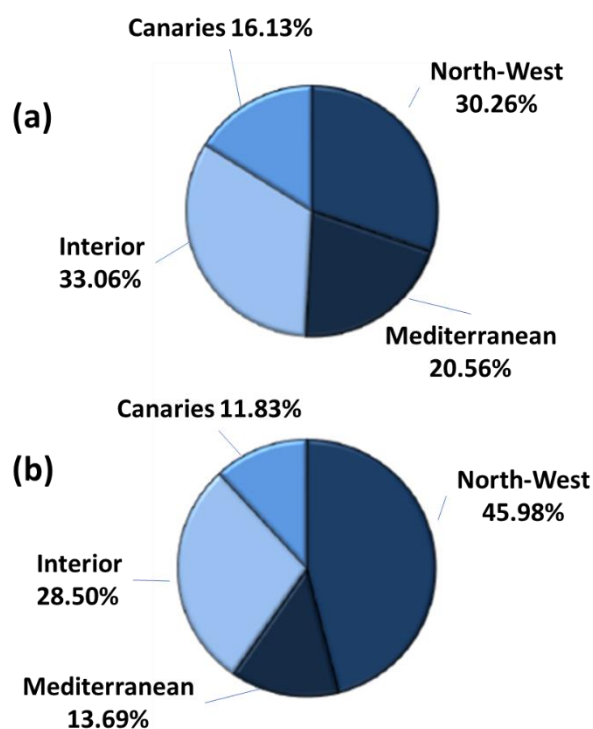 Canaries 16.13%
North-West
30.26%
(a)
Interior
33.06%
Mediterranean
20.56%
Canaries 11.83%
(b)
North-West
45.98%
Interior
28.50%
Mediterranean
13.69%